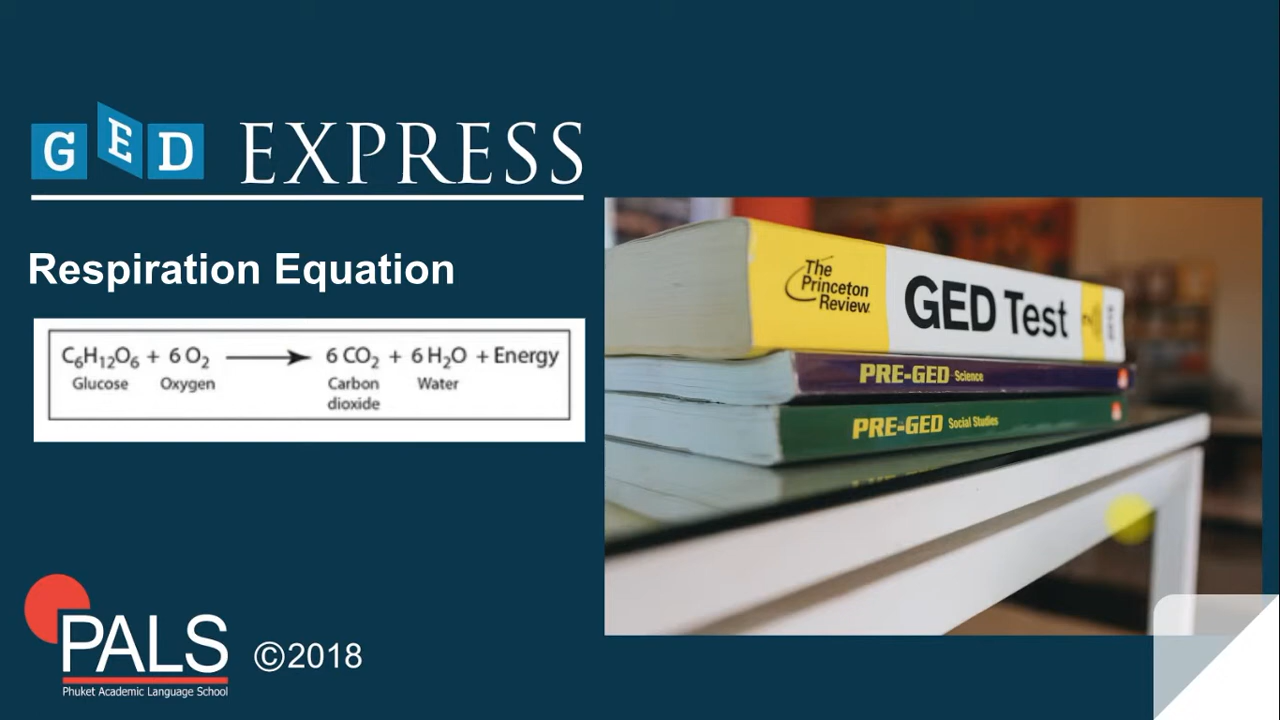 GED EXPRESS
Respiration Equation
C₆H₁₂O₆ + 6 O₂ ⟶ 6 CO₂ + 6 H₂O + Energy
Glucose Oxygen Carbon dioxide Water
The Princeton Review GED Test
PRE-GED Science
PRE-GED Social Studies
PALS ©2018
Phuket Academic Language School